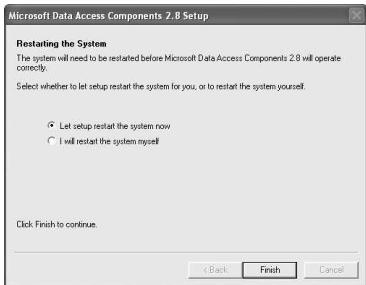 Microsoft Data Access Components 2.8 Setup
Restarting the System
The system will need to be restarted before Microsoft Data Access Components 2.8 will operate
correctly.
Select whether to let setup restart the system for you, or to restart the system yourself.
Let setup restart the system now
I will restart the system myself
Click Finish to continue.
< Back
Finish
Cancel